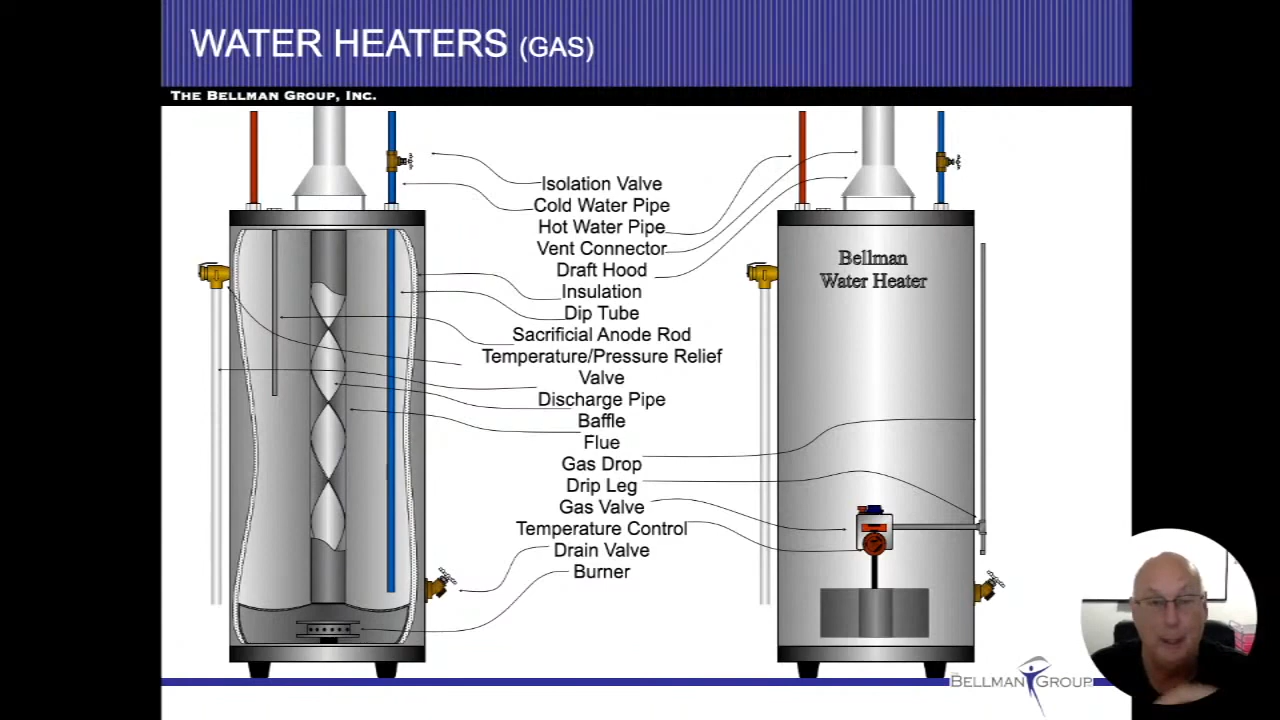 WATER HEATERS (GAS)
THE BELLMAN GROUP, INC.
Isolation Valve
Cold Water Pipe
Hot Water Pipe
Vent Connector
Draft Hood
Insulation
Dip Tube
Sacrificial Anode Rod
Temperature/Pressure Relief
Valve
Discharge Pipe
Baffle
Flue
Gas Drop
Drip Leg
Gas Valve
Temperature Control
Drain Valve
Burner
Bellman
Water Heater
THE BELLMAN GROUP